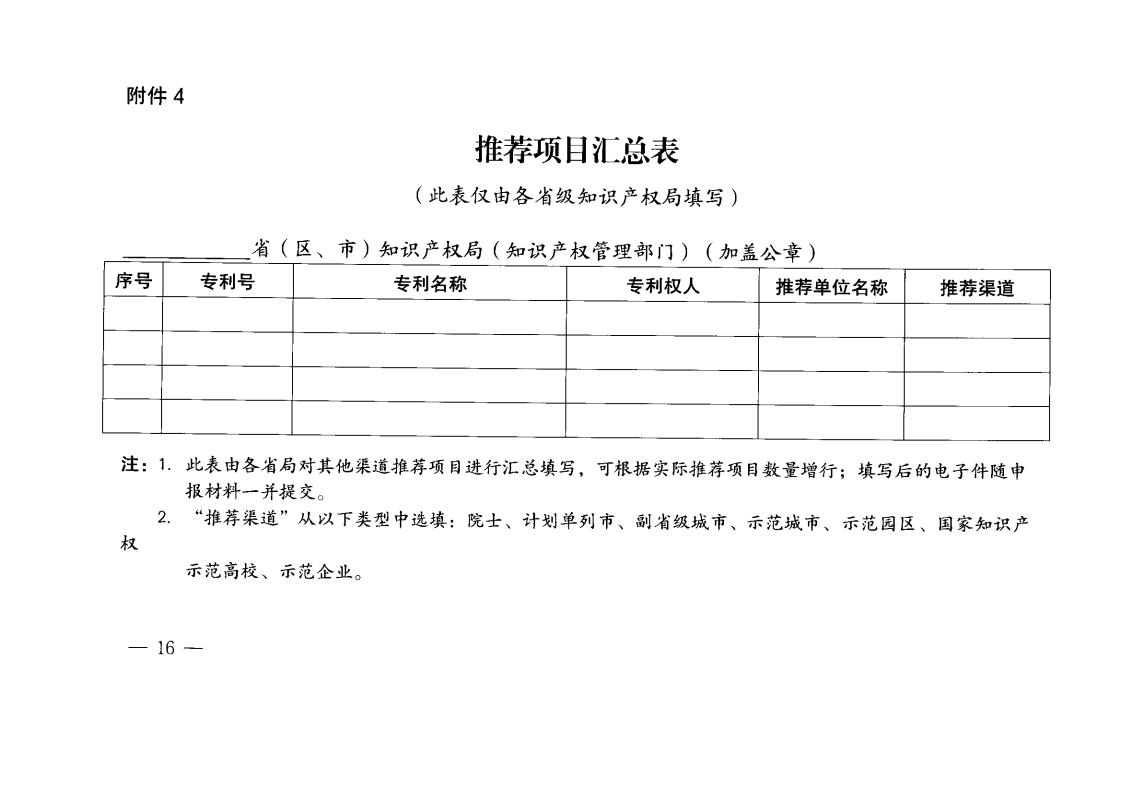 附件 4
推荐项目汇总表
（此表仅由各省级知识产权局填写）
省（区、市）知识产权局（知识产权管理部门）（加盖公章）
序号 专利号 专利名称 专利权人 推荐单位名称 推荐渠道
注：1. 此表由各省局对其他渠道推荐项目进行汇总填写，可根据实际推荐项目数量增行；填写后的电子件随申
报材料一并提交。
2. “推荐渠道”从以下类型中选填：院士、计划单列市、副省级城市、示范城市、示范园区、国家知识产
权
示范高校、示范企业。
— 16 —